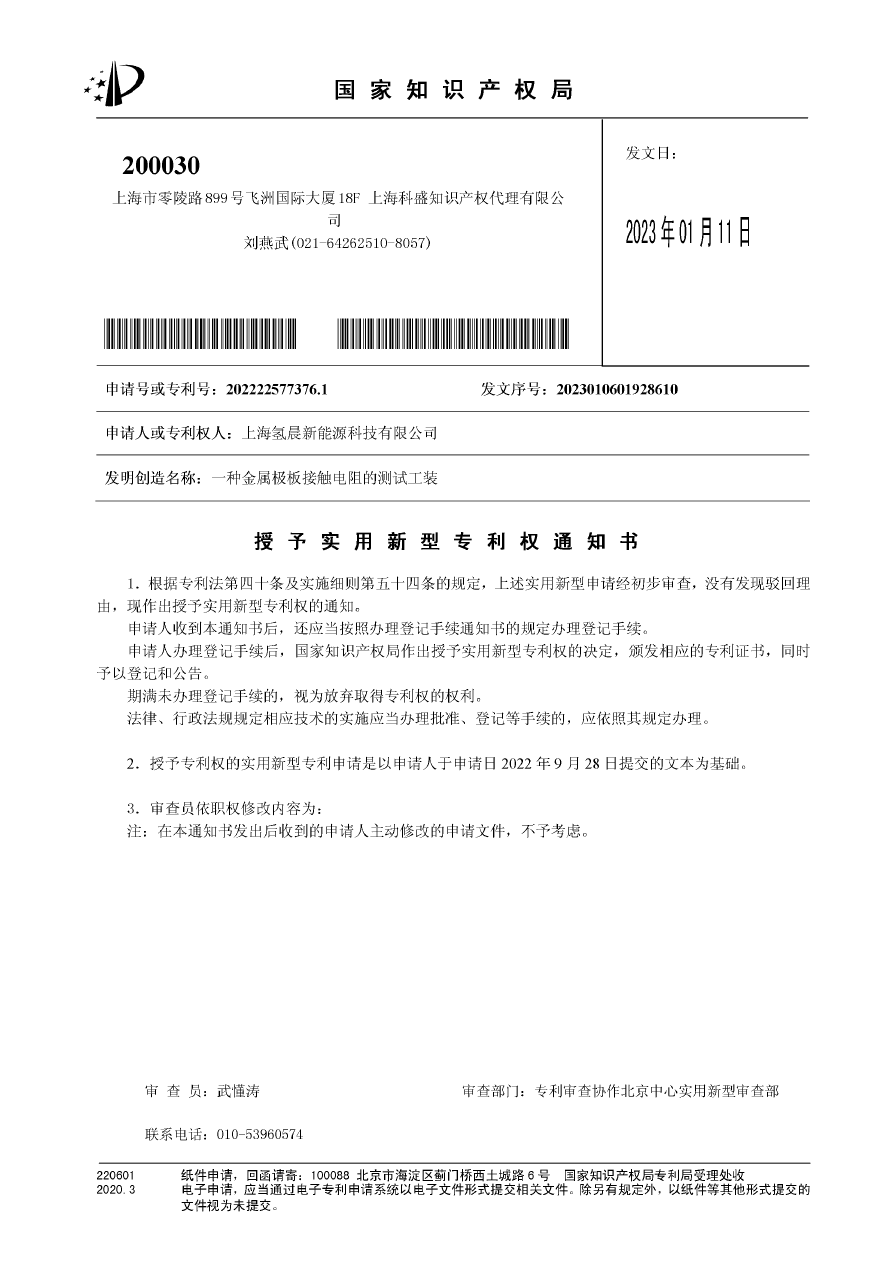 国家知识产权局
200030
上海市零陵路899号飞洲国际大厦18F 上海科盛知识产权代理有限公
司
刘燕武(021-64262510-8057)
发文日：
2023年01月11日
申请号或专利号：202222577376.1
发文序号：2023010601928610
申请人或专利权人：上海氢晨新能源科技有限公司
发明创造名称：一种金属极板接触电阻的测试工装
授予实用新型专利权通知书
1．根据专利法第四十条及实施细则第五十四条的规定，上述实用新型申请经初步审查，没有发现驳回理
由，现作出授予实用新型专利权的通知。
申请人收到本通知书后，还应当按照办理登记手续通知书的规定办理登记手续。
申请人办理登记手续后，国家知识产权局作出授予实用新型专利权的决定，颁发相应的专利证书，同时
予以登记和公告。
期满未办理登记手续的，视为放弃取得专利权的权利。
法律、行政法规规定相应技术的实施应当办理批准、登记等手续的，应依照其规定办理。
2．授予专利权的实用新型专利申请是以申请人于申请日2022年9月28日提交的文本为基础。
3．审查员依职权修改内容为：
注：在本通知书发出后收到的申请人主动修改的申请文件，不予考虑。
审 查 员：武懂涛
审查部门：专利审查协作北京中心实用新型审查部
联系电话：010-53960574
220601
2020.3
纸件申请，回函请寄：100088 北京市海淀区蓟门桥西土城路6号 国家知识产权局专利局受理处收
电子申请，应当通过电子专利申请系统以电子文件形式提交相关文件。除另有规定外，以纸件等其他形式提交的
文件视为未提交。